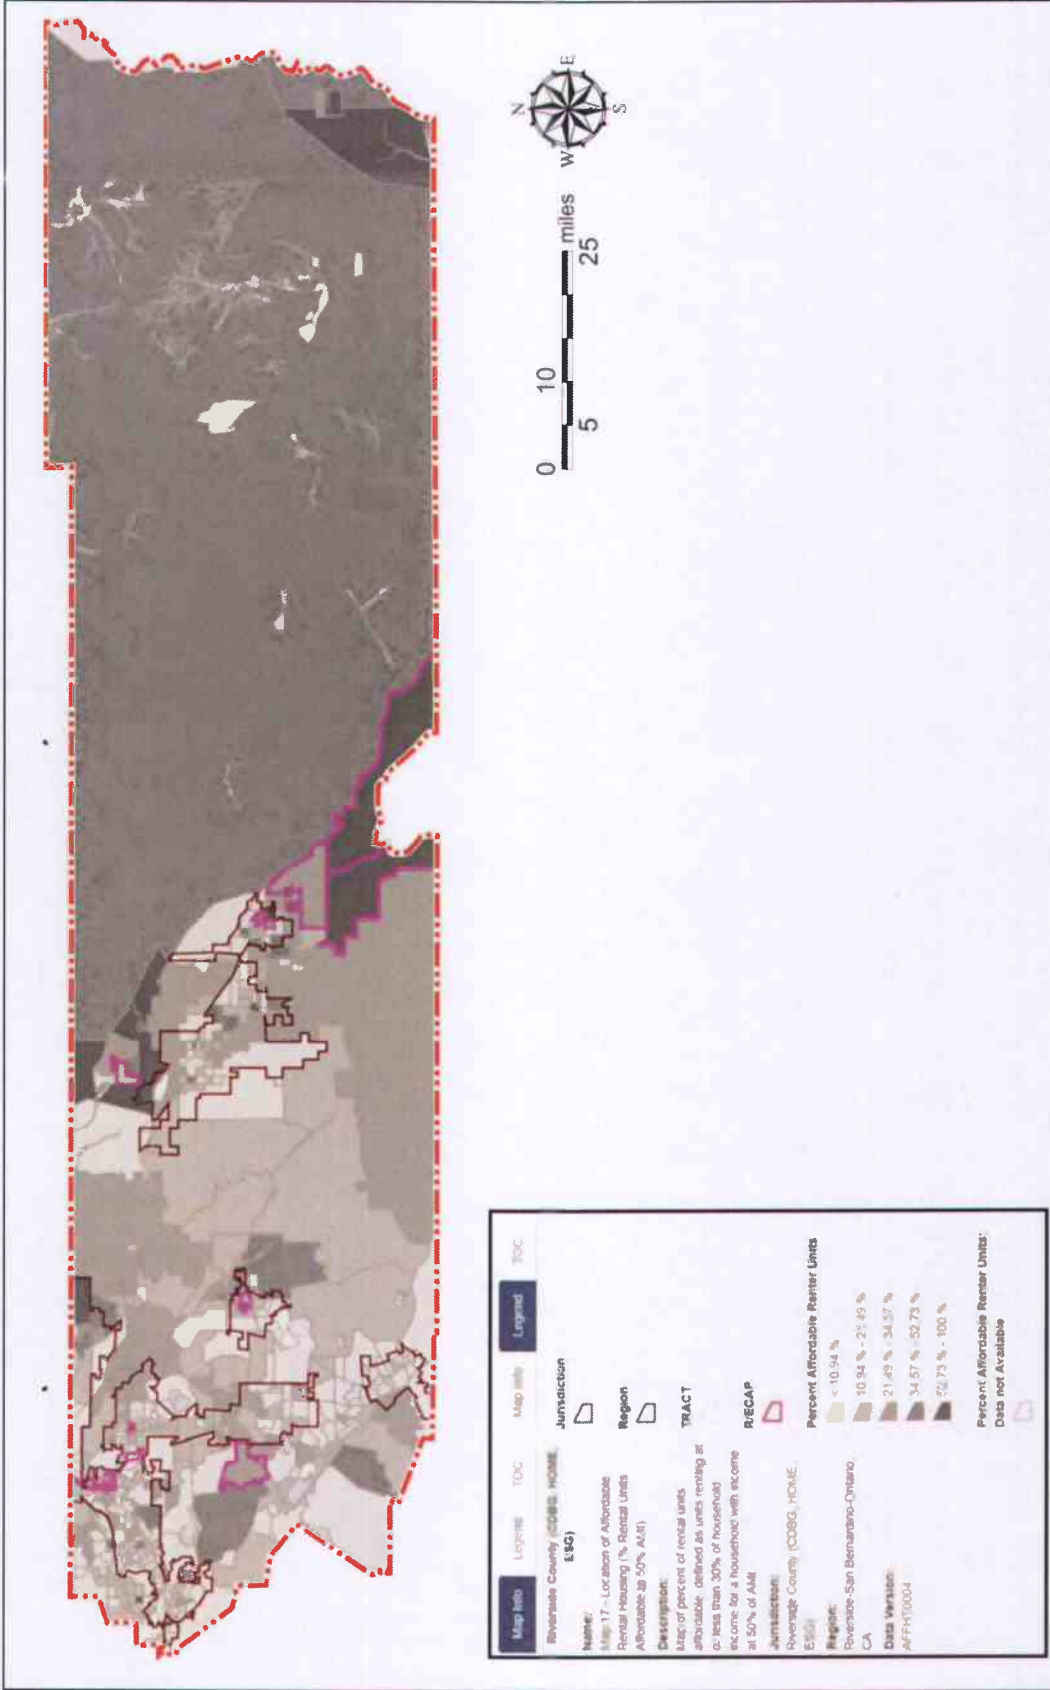 N
E
S
W
0
5
10
25
miles
Map Info
Legend
TOC
Riverside County (CDBG, HOME,
ESG)
Name:
Map 17 - Location of Affordable
Rental Housing (% Rental Units
Affordable to 50% AMI)
Description:
Map of percent of rental units
affordable, defined as units renting at
or less than 30% of household
income for a household with income
at 50% of AMI
Jurisdiction:
Riverside County (CDBG, HOME,
ESG)
Region:
Riverside-San Bernardino-Ontario,
CA
Data Version:
AFFHT0004
Map Info
Legend
TOC
Jurisdiction
Region
TRACT
R/ECAP
Percent Affordable Renter Units
< 10.94 %
10.94 % - 21.49 %
21.49 % - 34.57 %
34.57 % - 52.73 %
52.73 % - 100 %
Percent Affordable Renter Units:
Data not Available